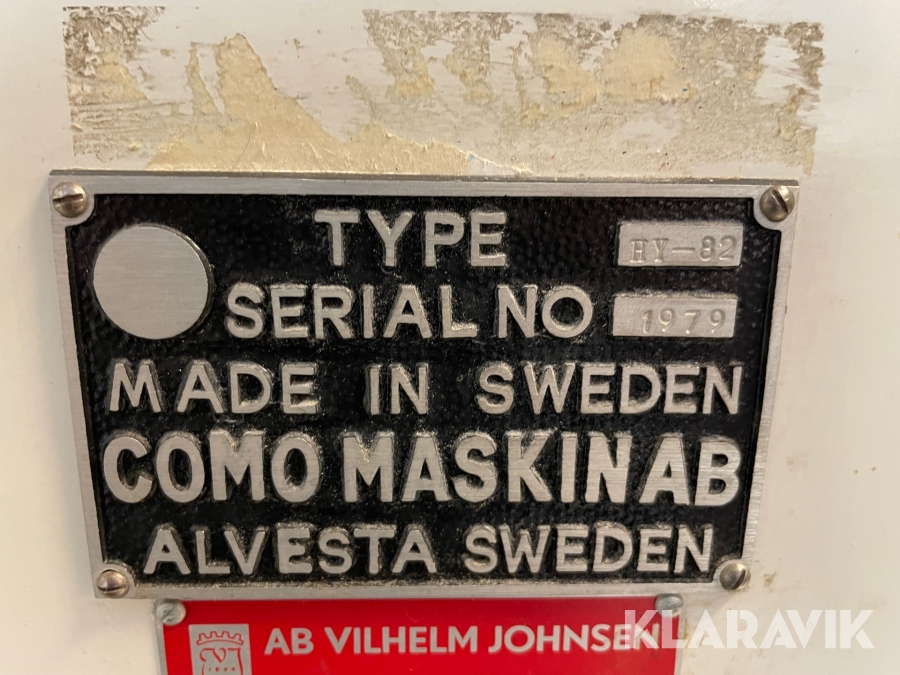 TYPE HY-82
SERIAL NO 1979
MADE IN SWEDEN
COMO MASKIN AB
ALVESTA SWEDEN
AB VILHELM JOHNSEN
KLARAVIK